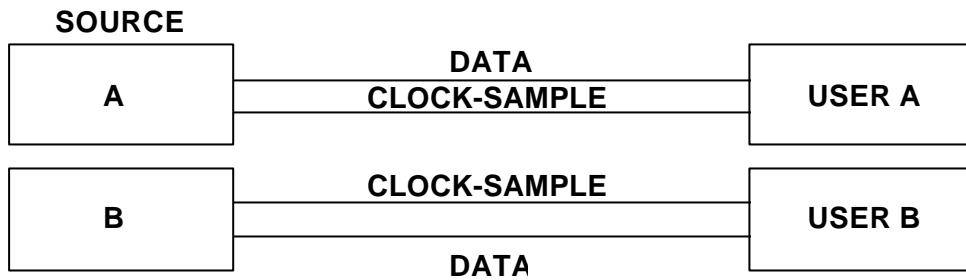 SOURCE
DATA
A
CLOCK-SAMPLE
USER A
CLOCK-SAMPLE
B
USER B
DATA